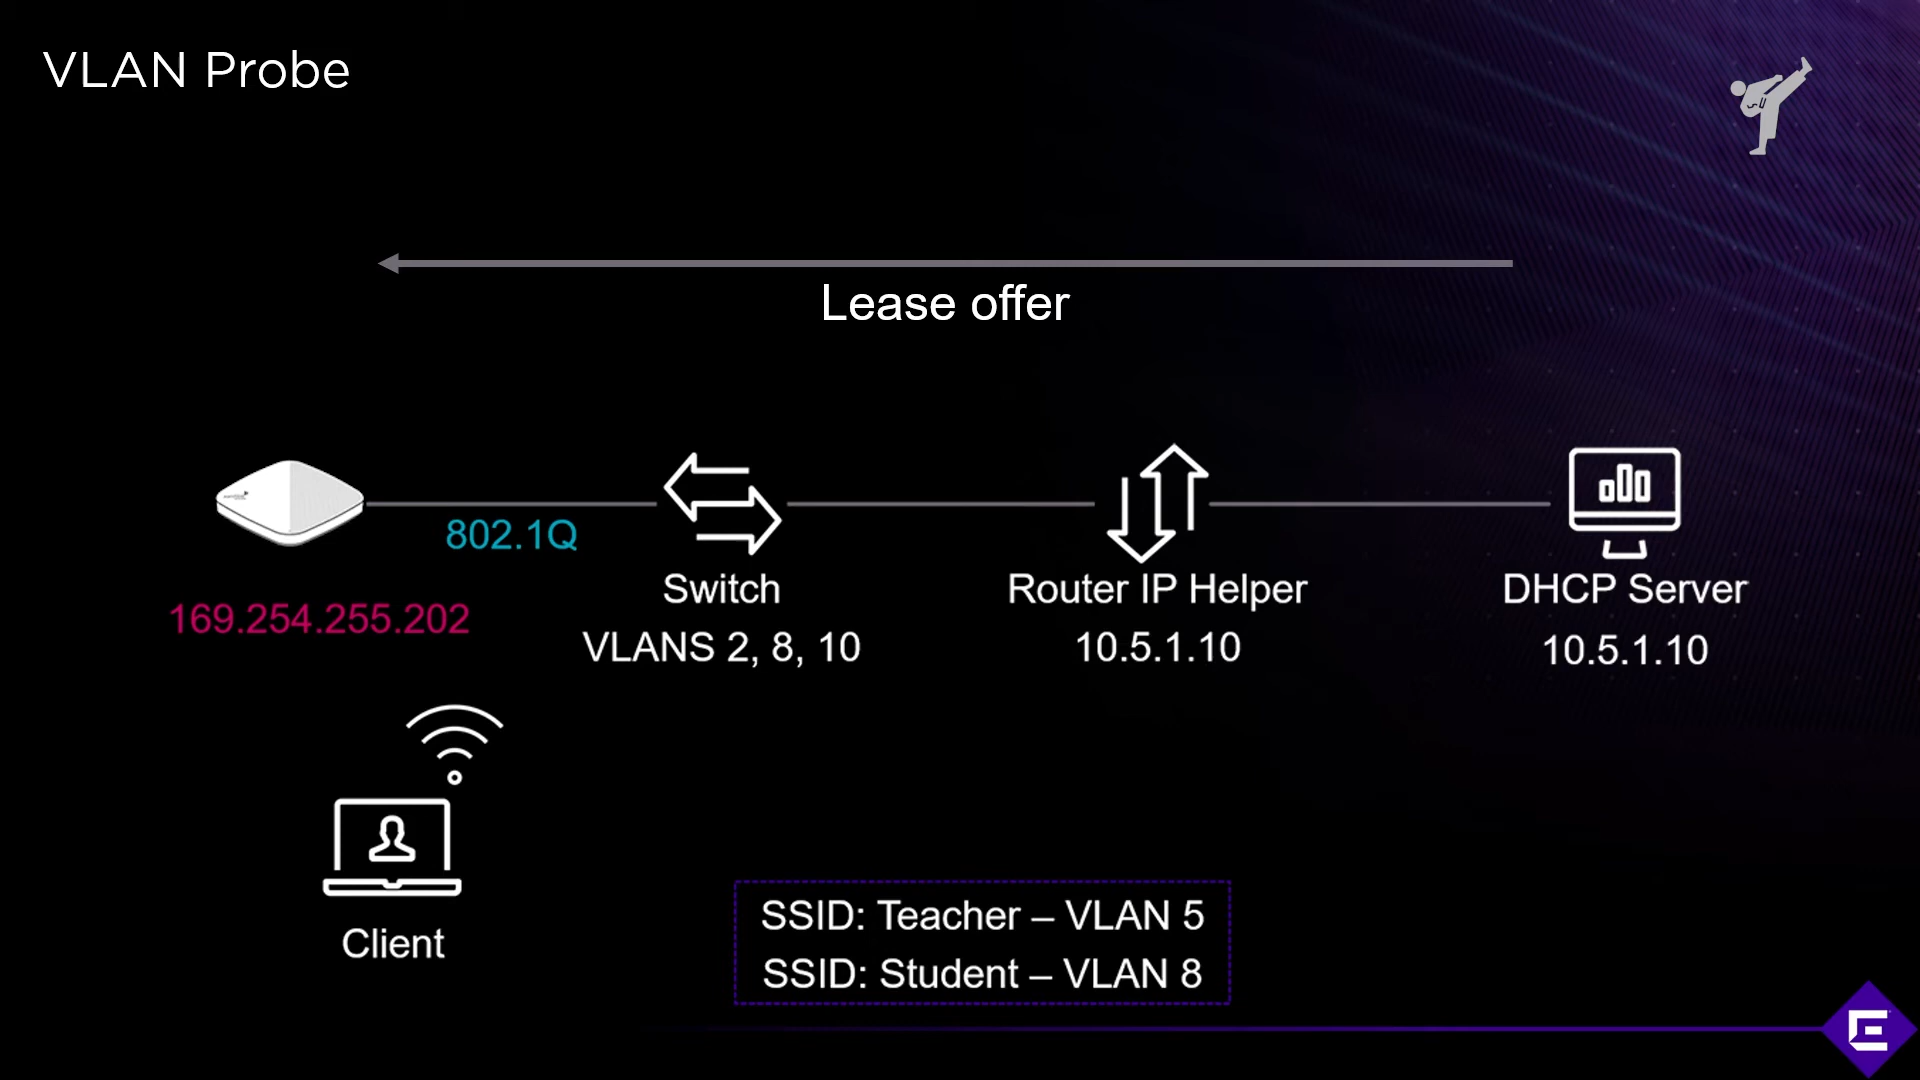 VLAN Probe
Lease offer
802.1Q
169.254.255.202
Switch
VLANS 2, 8, 10
Router IP Helper
10.5.1.10
DHCP Server
10.5.1.10
Client
SSID: Teacher – VLAN 5
SSID: Student – VLAN 8